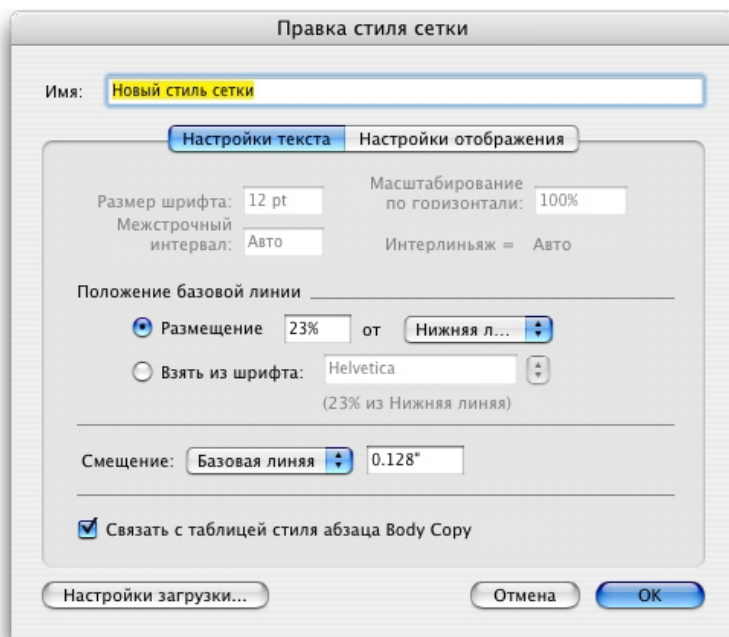 Правка стиля сетки
Имя: Новый стиль сетки
Настройки текста Настройки отображения
Размер шрифта: 12 pt
Масштабирование
по горизонтали: 100%
Межстрочный
интервал: Авто
Интерлиньяж = Авто
Положение базовой линии
Размещение 23% от Нижняя л...
Взять из шрифта: Helvetica
(23% из Нижняя линяя)
Смещение: Базовая линяя 0.128"
Связать с таблицей стиля абзаца Body Copy
Настройки загрузки... Отмена OK